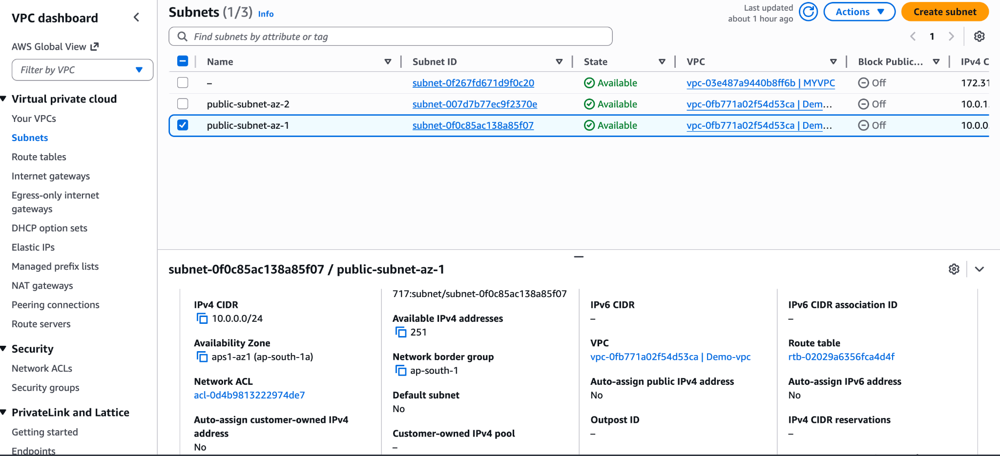 VPC dashboard
AWS Global View
Filter by VPC
Virtual private cloud
Your VPCs
Subnets
Route tables
Internet gateways
Egress-only internet
gateways
DHCP option sets
Elastic IPs
Managed prefix lists
NAT gateways
Peering connections
Route servers
Security
Network ACLs
Security groups
PrivateLink and Lattice
Getting started
Endpoints
Subnets (1/3) Info
Last updated
about 1 hour ago
Actions
Create subnet
Find subnets by attribute or tag
1
Name Subnet ID State VPC Block Public... IPv4 C
– subnet-0f267fd671d9f0c20 Available vpc-03e487a9440b8ff6b | MYVPC Off 172.31
public-subnet-az-2 subnet-007d7b77ec9f2370e Available vpc-0fb771a02f54d53ca | Dem... Off 10.0.1.
public-subnet-az-1 subnet-0f0c85ac138a85f07 Available vpc-0fb771a02f54d53ca | Dem... Off 10.0.0.
subnet-0f0c85ac138a85f07 / public-subnet-az-1
IPv4 CIDR
10.0.0.0/24
Availability Zone
aps1-az1 (ap-south-1a)
Network ACL
acl-0d4b9813222974de7
Auto-assign customer-owned IPv4
address
No
717:subnet/subnet-0f0c85ac138a85f07
Available IPv4 addresses
251
Network border group
ap-south-1
Default subnet
No
Customer-owned IPv4 pool
–
IPv6 CIDR
–
VPC
vpc-0fb771a02f54d53ca | Demo-vpc
Auto-assign public IPv4 address
No
Outpost ID
–
IPv6 CIDR association ID
–
Route table
rtb-02029a6356fca4d4f
Auto-assign IPv6 address
No
IPv4 CIDR reservations
–